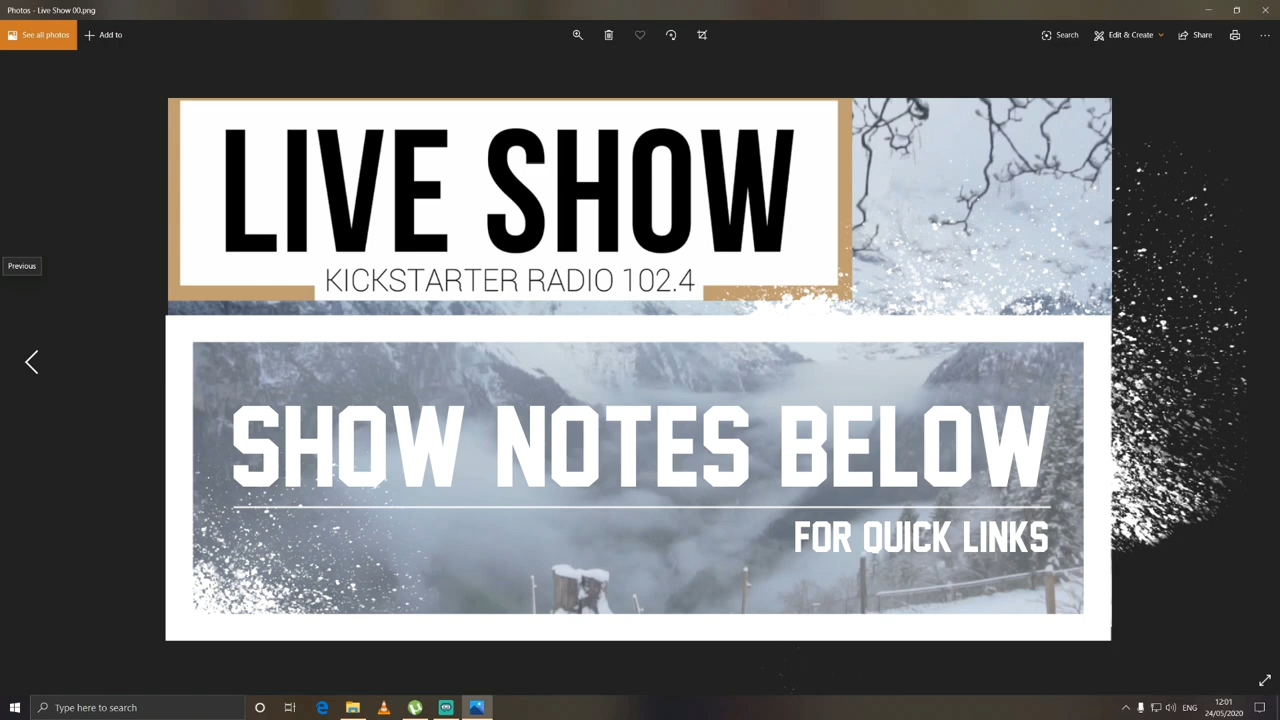 Photos - Live Show 00.png
See all photos
Add to
Search
Edit & Create
Share
LIVE SHOW
KICKSTARTER RADIO 102.4
Previous
SHOW NOTES BELOW
FOR QUICK LINKS
Type here to search
ENG
12:01
24/05/2020